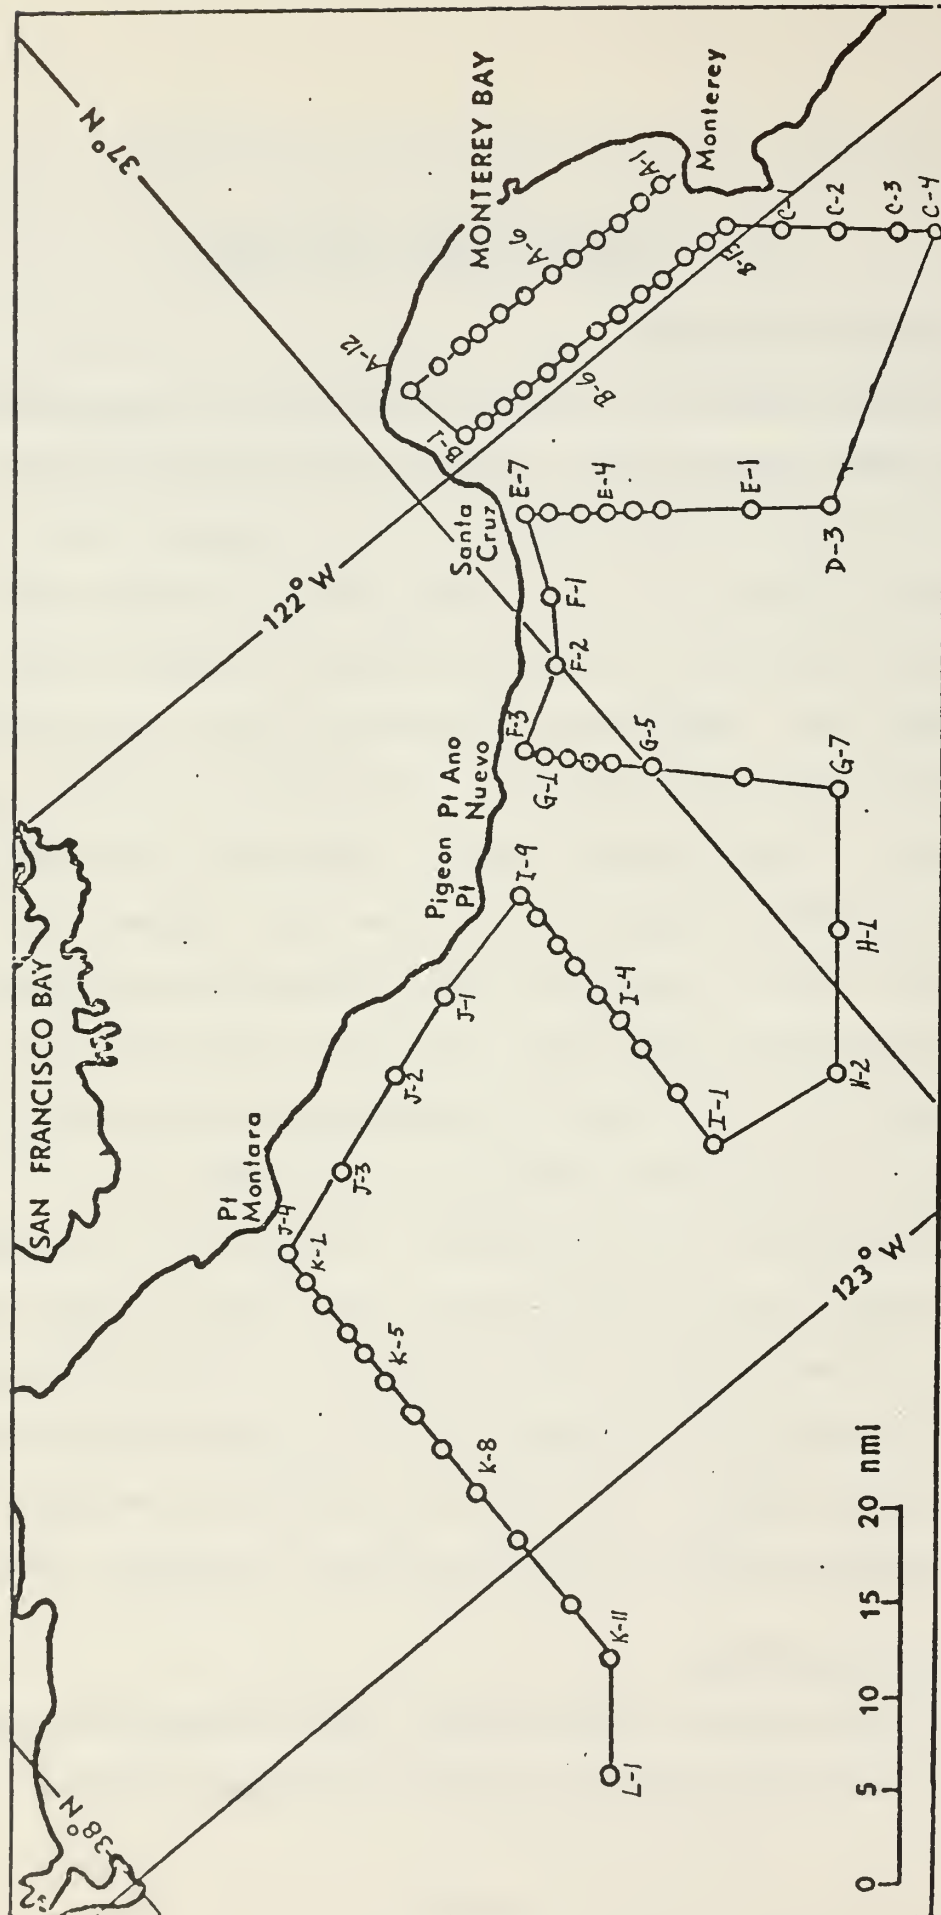 SAN FRANCISCO BAY
MONTEREY BAY
Monterey
Santa
Cruz
Pt Ano
Nuevo
Pigeon
Pt
Pt
Montara
37° N
38° N
122° W
123° W
A-1
A-6
A-12
B-1
B-6
B-13
C-1
C-2
C-3
C-4
D-3
E-1
E-4
E-7
F-1
F-2
F-3
G-1
G-5
G-7
H-1
H-2
I-1
I-4
I-9
J-1
J-2
J-3
J-4
K-1
K-5
K-8
K-11
L-1
0 5 10 15 20 nmi